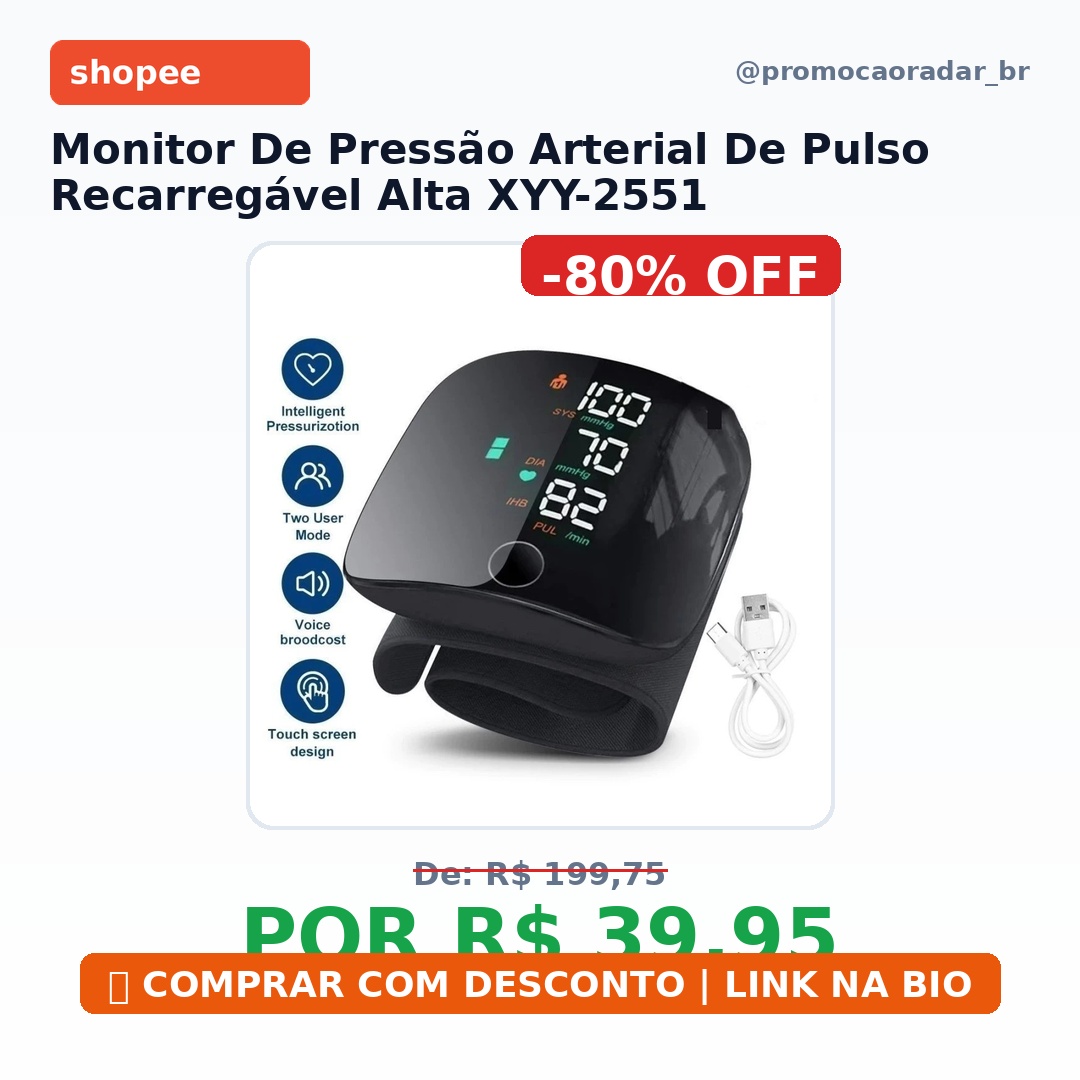 shopee
@promocaoradar_br
Monitor De Pressão Arterial De Pulso
Recarregável Alta XYY-2551
-80% OFF
Intelligent
Pressurizotion
Two User
Mode
Voice
broodcost
Touch screen
design
100
SYS mmHg
70
DIA mmHg
82
IHB
PUL /min
De: R$ 199,75
POR R$ 39,95
COMPRAR COM DESCONTO | LINK NA BIO